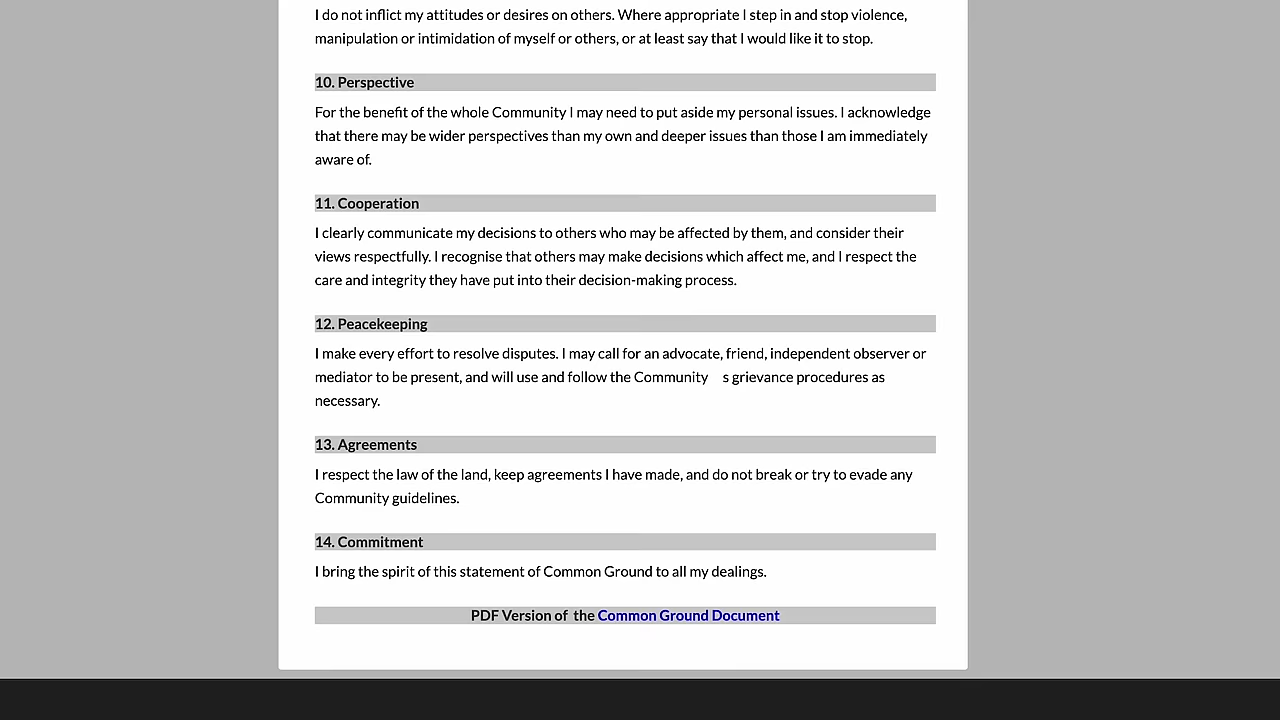 I do not inflict my attitudes or desires on others. Where appropriate I step in and stop violence,
manipulation or intimidation of myself or others, or at least say that I would like it to stop.
10. Perspective
For the benefit of the whole Community I may need to put aside my personal issues. I acknowledge
that there may be wider perspectives than my own and deeper issues than those I am immediately
aware of.
11. Cooperation
I clearly communicate my decisions to others who may be affected by them, and consider their
views respectfully. I recognise that others may make decisions which affect me, and I respect the
care and integrity they have put into their decision-making process.
12. Peacekeeping
I make every effort to resolve disputes. I may call for an advocate, friend, independent observer or
mediator to be present, and will use and follow the Community s grievance procedures as
necessary.
13. Agreements
I respect the law of the land, keep agreements I have made, and do not break or try to evade any
Community guidelines.
14. Commitment
I bring the spirit of this statement of Common Ground to all my dealings.
PDF Version of the Common Ground Document